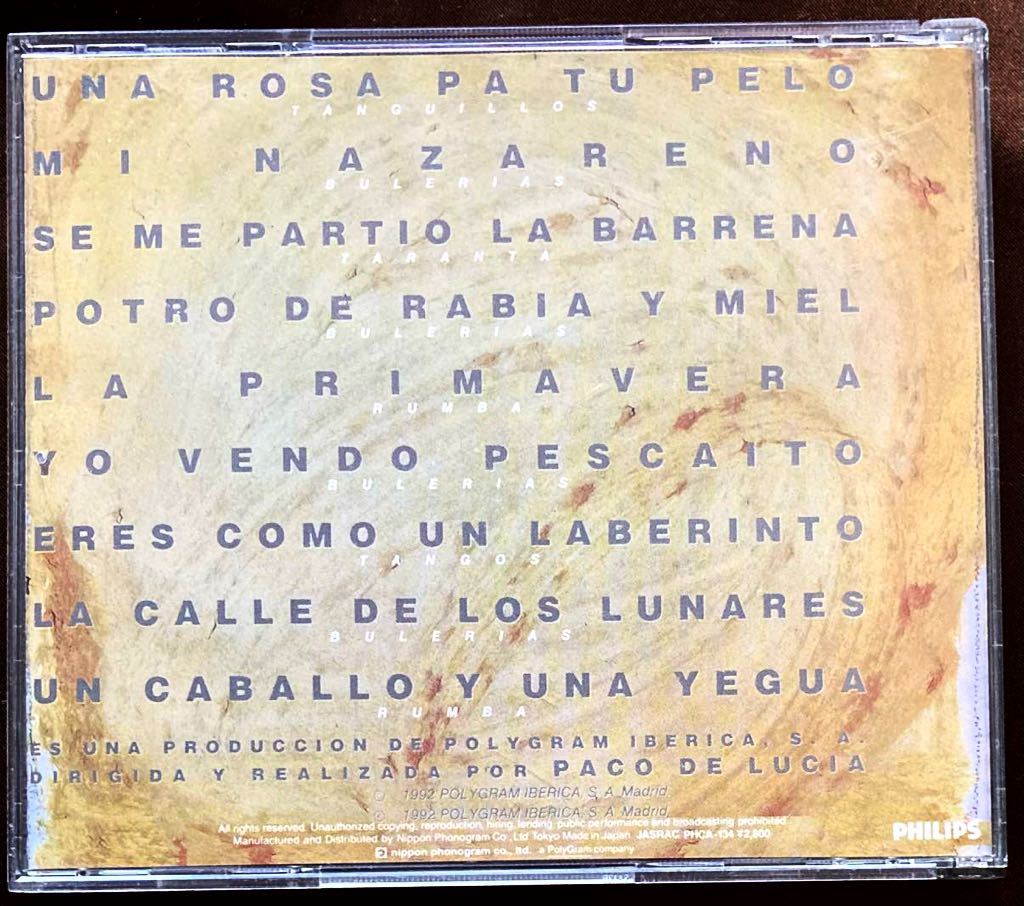 UNA ROSA PA TU PELO
TANGUILLOS
MI NAZARENO
BULERIAS
SE ME PARTIO LA BARRENA
TARANTA
POTRO DE RABIA Y MIEL
BULERIAS
LA PRIMAVERA
RUMBA
YO VENDO PESCAITO
BULERIAS
ERES COMO UN LABERINTO
TANGOS
LA CALLE DE LOS LUNARES
BULERIAS
UN CABALLO Y UNA YEGUA
RUMBA
ES UNA PRODUCCION DE POLYGRAM IBERICA, S. A.
DIRIGIDA Y REALIZADA POR PACO DE LUCIA
℗ 1992 POLYGRAM IBERICA, S. A. Madrid.
© 1992 POLYGRAM IBERICA, S. A. Madrid.
All rights reserved. Unauthorized copying, reproduction, hiring, lending, public performance and broadcasting prohibited
Manufactured and Distributed by Nippon Phonogram Co., Ltd Tokyo Made in Japan JASRAC PHCA-134 ¥2,800
nippon phonogram co., ltd. a PolyGram company
PHILIPS